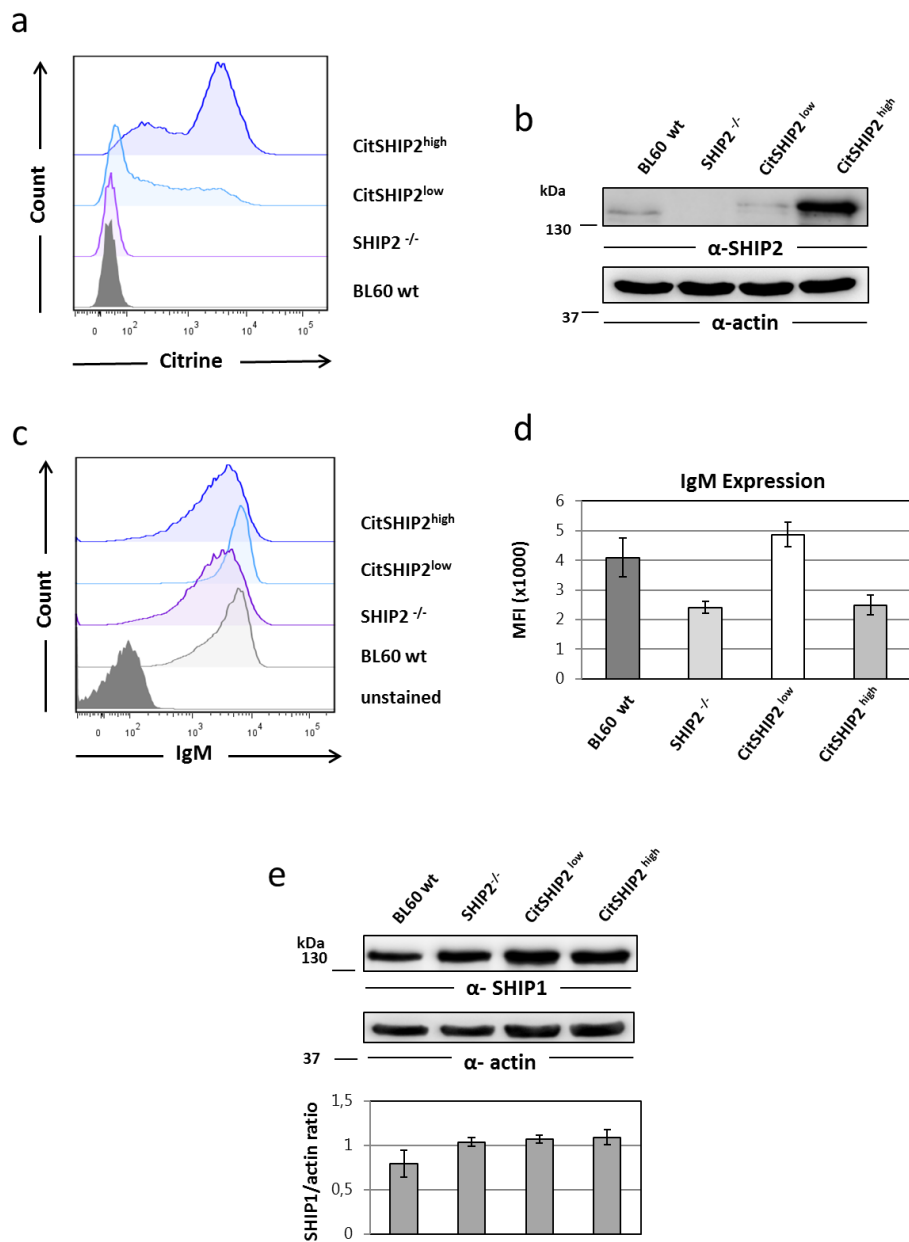 a
Count
CitSHIP2high
CitSHIP2low
SHIP2 -/-
BL60 wt
0 10² 10³ 10⁴ 10⁵
Citrine
b
BL60 wt
SHIP2-/-
CitSHIP2low
CitSHIP2 high
kDa
130
α-SHIP2
37
α-actin
c
Count
CitSHIP2high
CitSHIP2low
SHIP2 -/-
BL60 wt
unstained
0 10² 10³ 10⁴ 10⁵
IgM
d
IgM Expression
MFI (x1000)
6
5
4
3
2
1
0
BL60 wt
SHIP2-/-
CitSHIP2 low
CitSHIP2 high
e
BL60 wt
SHIP2-/-
CitSHIP2 low
CitSHIP2 high
kDa
130
α- SHIP1
37
α- actin
SHIP1/actin ratio
1,5
1
0,5
0